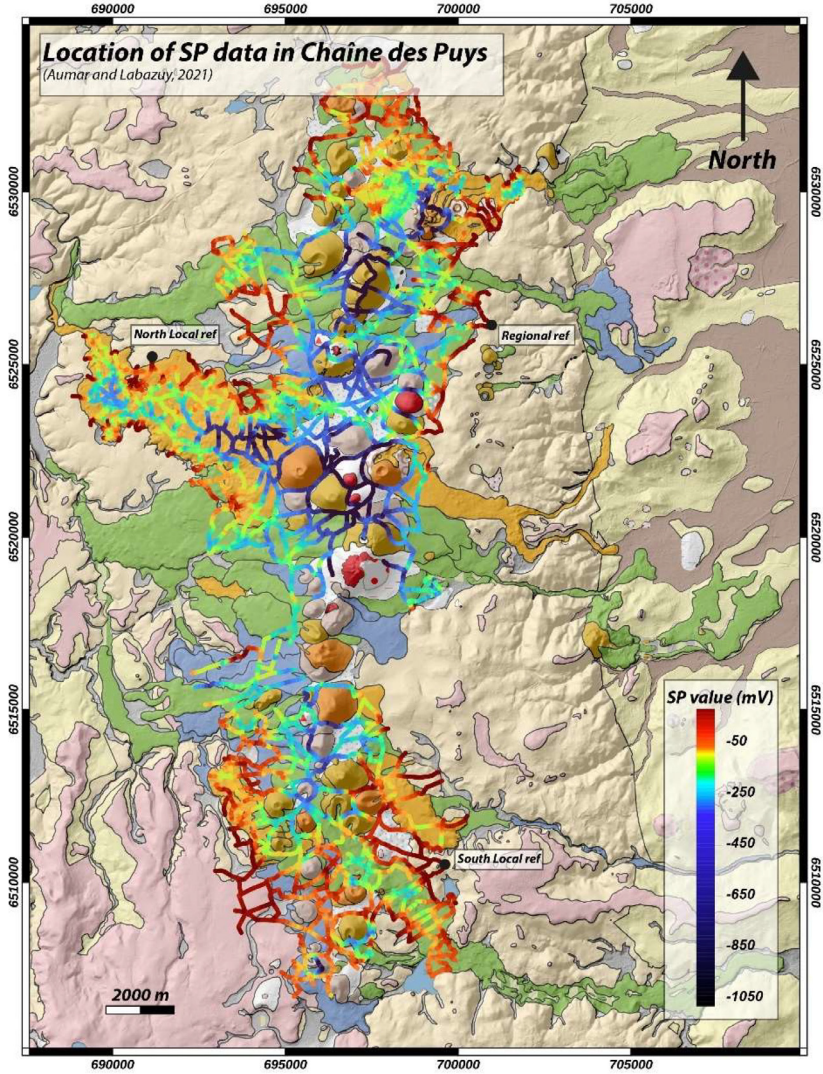 690000 695000 700000 705000
Location of SP data in Chaîne des Puys
(Aumar and Labazuy, 2021)
North
6530000 6530000
North Local ref
Regional ref
6525000 6525000
6520000 6520000
SP value (mV)
6515000 6515000
-50
-250
-450
South Local ref
6510000 6510000
-650
-850
2000 m
-1050
690000 695000 700000 705000